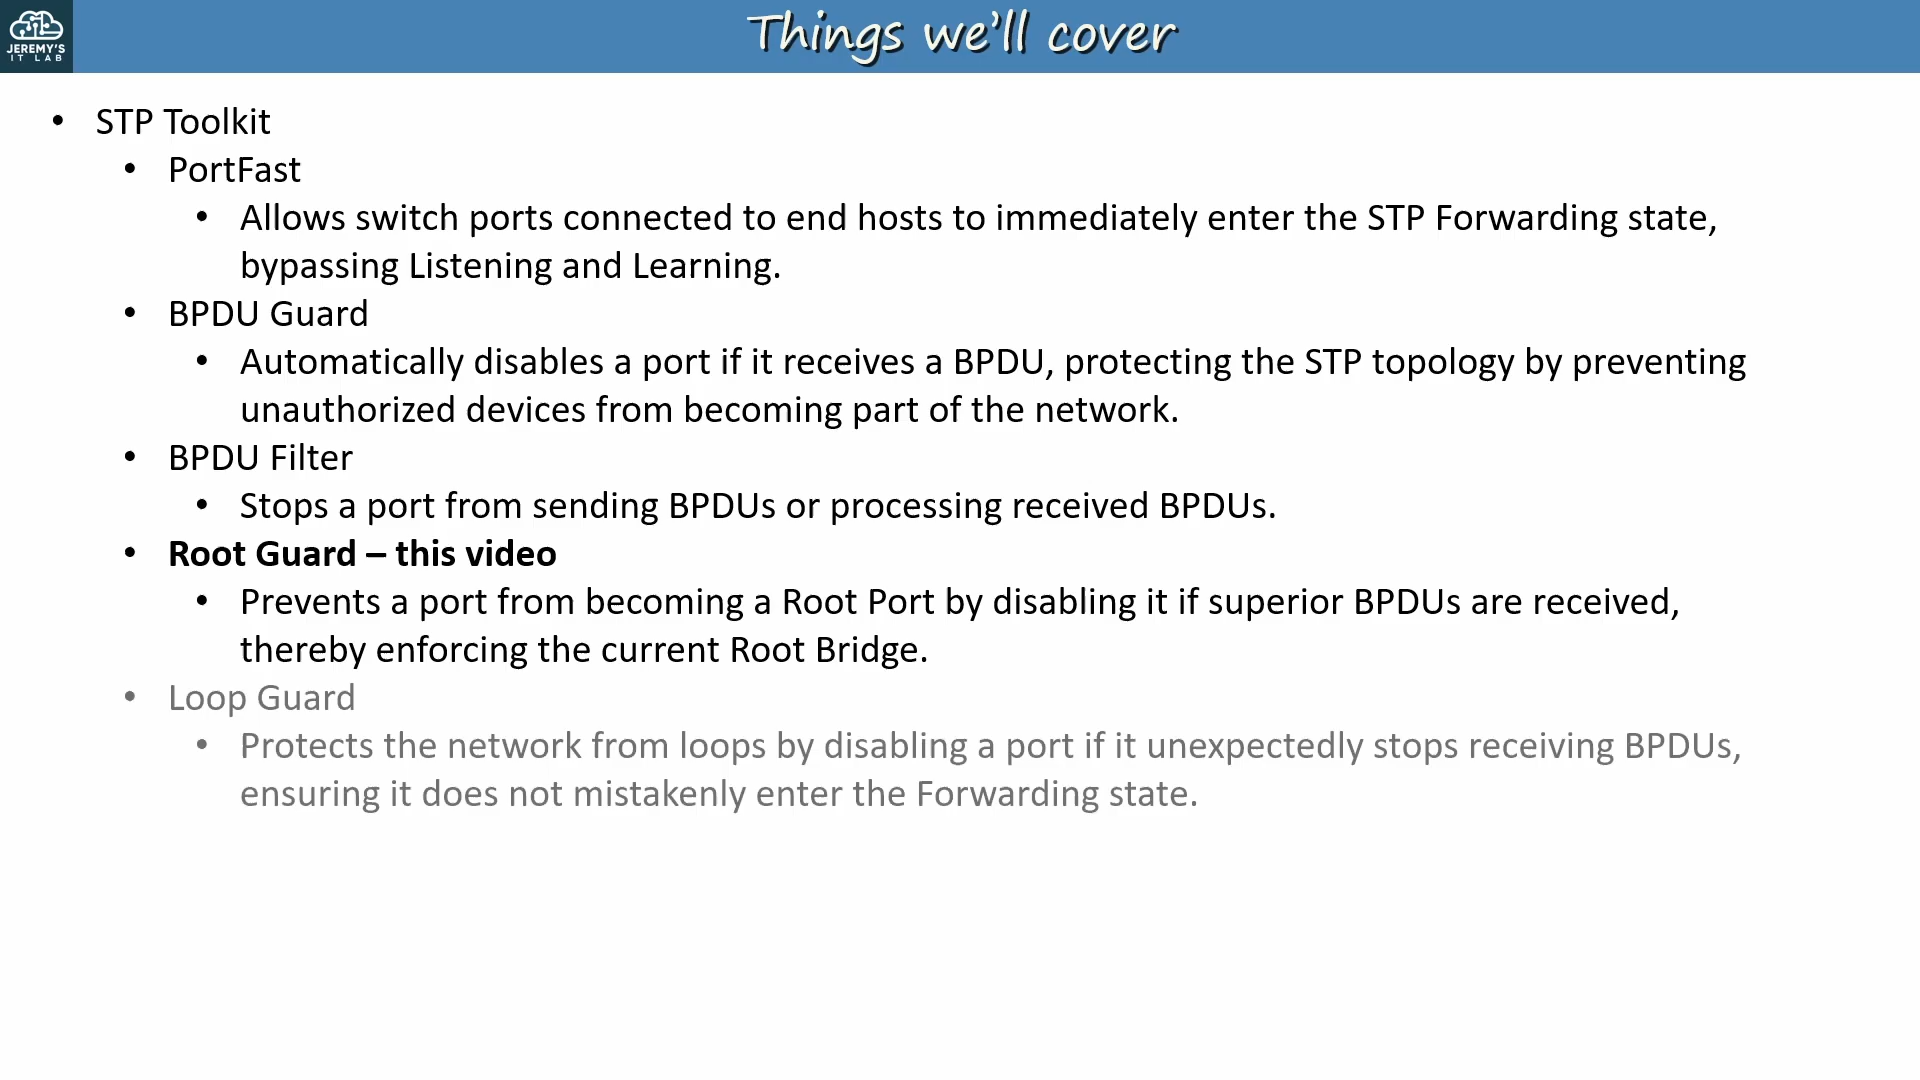 JEREMY'S
IT LAB
Things we'll cover
• STP Toolkit
• PortFast
• Allows switch ports connected to end hosts to immediately enter the STP Forwarding state,
bypassing Listening and Learning.
• BPDU Guard
• Automatically disables a port if it receives a BPDU, protecting the STP topology by preventing
unauthorized devices from becoming part of the network.
• BPDU Filter
• Stops a port from sending BPDUs or processing received BPDUs.
• Root Guard – this video
• Prevents a port from becoming a Root Port by disabling it if superior BPDUs are received,
thereby enforcing the current Root Bridge.
• Loop Guard
• Protects the network from loops by disabling a port if it unexpectedly stops receiving BPDUs,
ensuring it does not mistakenly enter the Forwarding state.